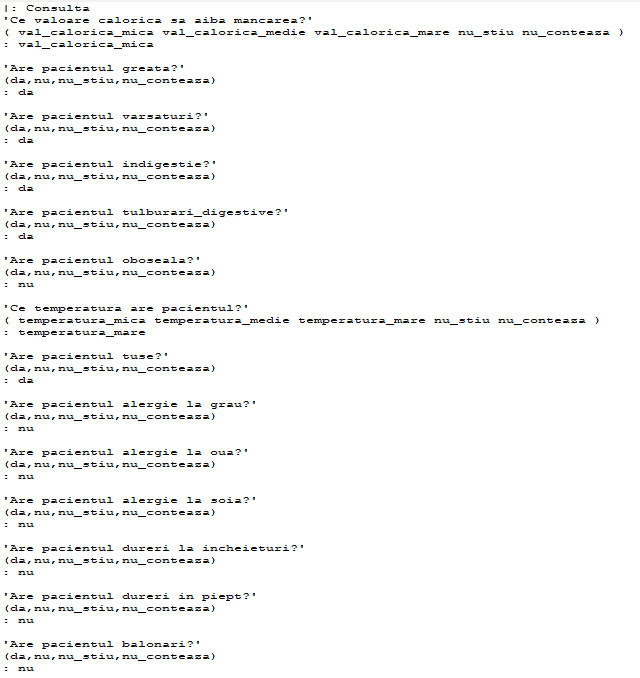 |: Consulta
'Ce valoare calorica sa aiba mancarea?'
( val_calorica_mica val_calorica_medie val_calorica_mare nu_stiu nu_conteaza )
: val_calorica_mica
'Are pacientul greata?'
(da,nu,nu_stiu,nu_conteaza)
: da
'Are pacientul varsaturi?'
(da,nu,nu_stiu,nu_conteaza)
: da
'Are pacientul indigestie?'
(da,nu,nu_stiu,nu_conteaza)
: da
'Are pacientul tulburari_digestive?'
(da,nu,nu_stiu,nu_conteaza)
: da
'Are pacientul oboseala?'
(da,nu,nu_stiu,nu_conteaza)
: nu
'Ce temperatura are pacientul?'
( temperatura_mica temperatura_medie temperatura_mare nu_stiu nu_conteaza )
: temperatura_mare
'Are pacientul tuse?'
(da,nu,nu_stiu,nu_conteaza)
: da
'Are pacientul alergie la grau?'
(da,nu,nu_stiu,nu_conteaza)
: nu
'Are pacientul alergie la oua?'
(da,nu,nu_stiu,nu_conteaza)
: nu
'Are pacientul alergie la soia?'
(da,nu,nu_stiu,nu_conteaza)
: nu
'Are pacientul dureri la incheieturi?'
(da,nu,nu_stiu,nu_conteaza)
: nu
'Are pacientul dureri in piept?'
(da,nu,nu_stiu,nu_conteaza)
: nu
'Are pacientul balonari?'
(da,nu,nu_stiu,nu_conteaza)
: nu